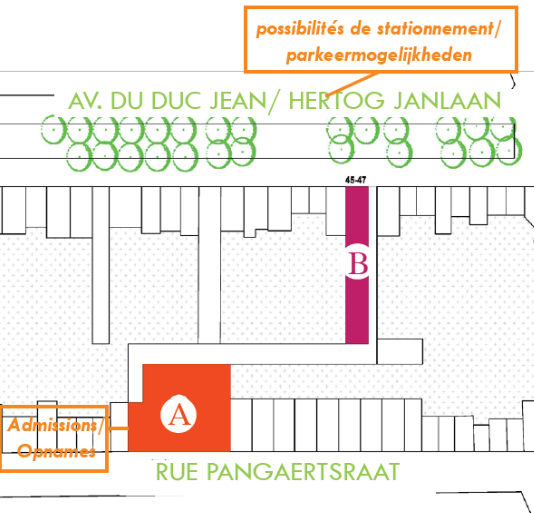 possibilités de stationnement/
parkeermogelijkheden
AV. DU DUC JEAN/ HERTOG JANLAAN
45-47
B
A
Admissions/
Opnames
RUE PANGAERTSRAAT